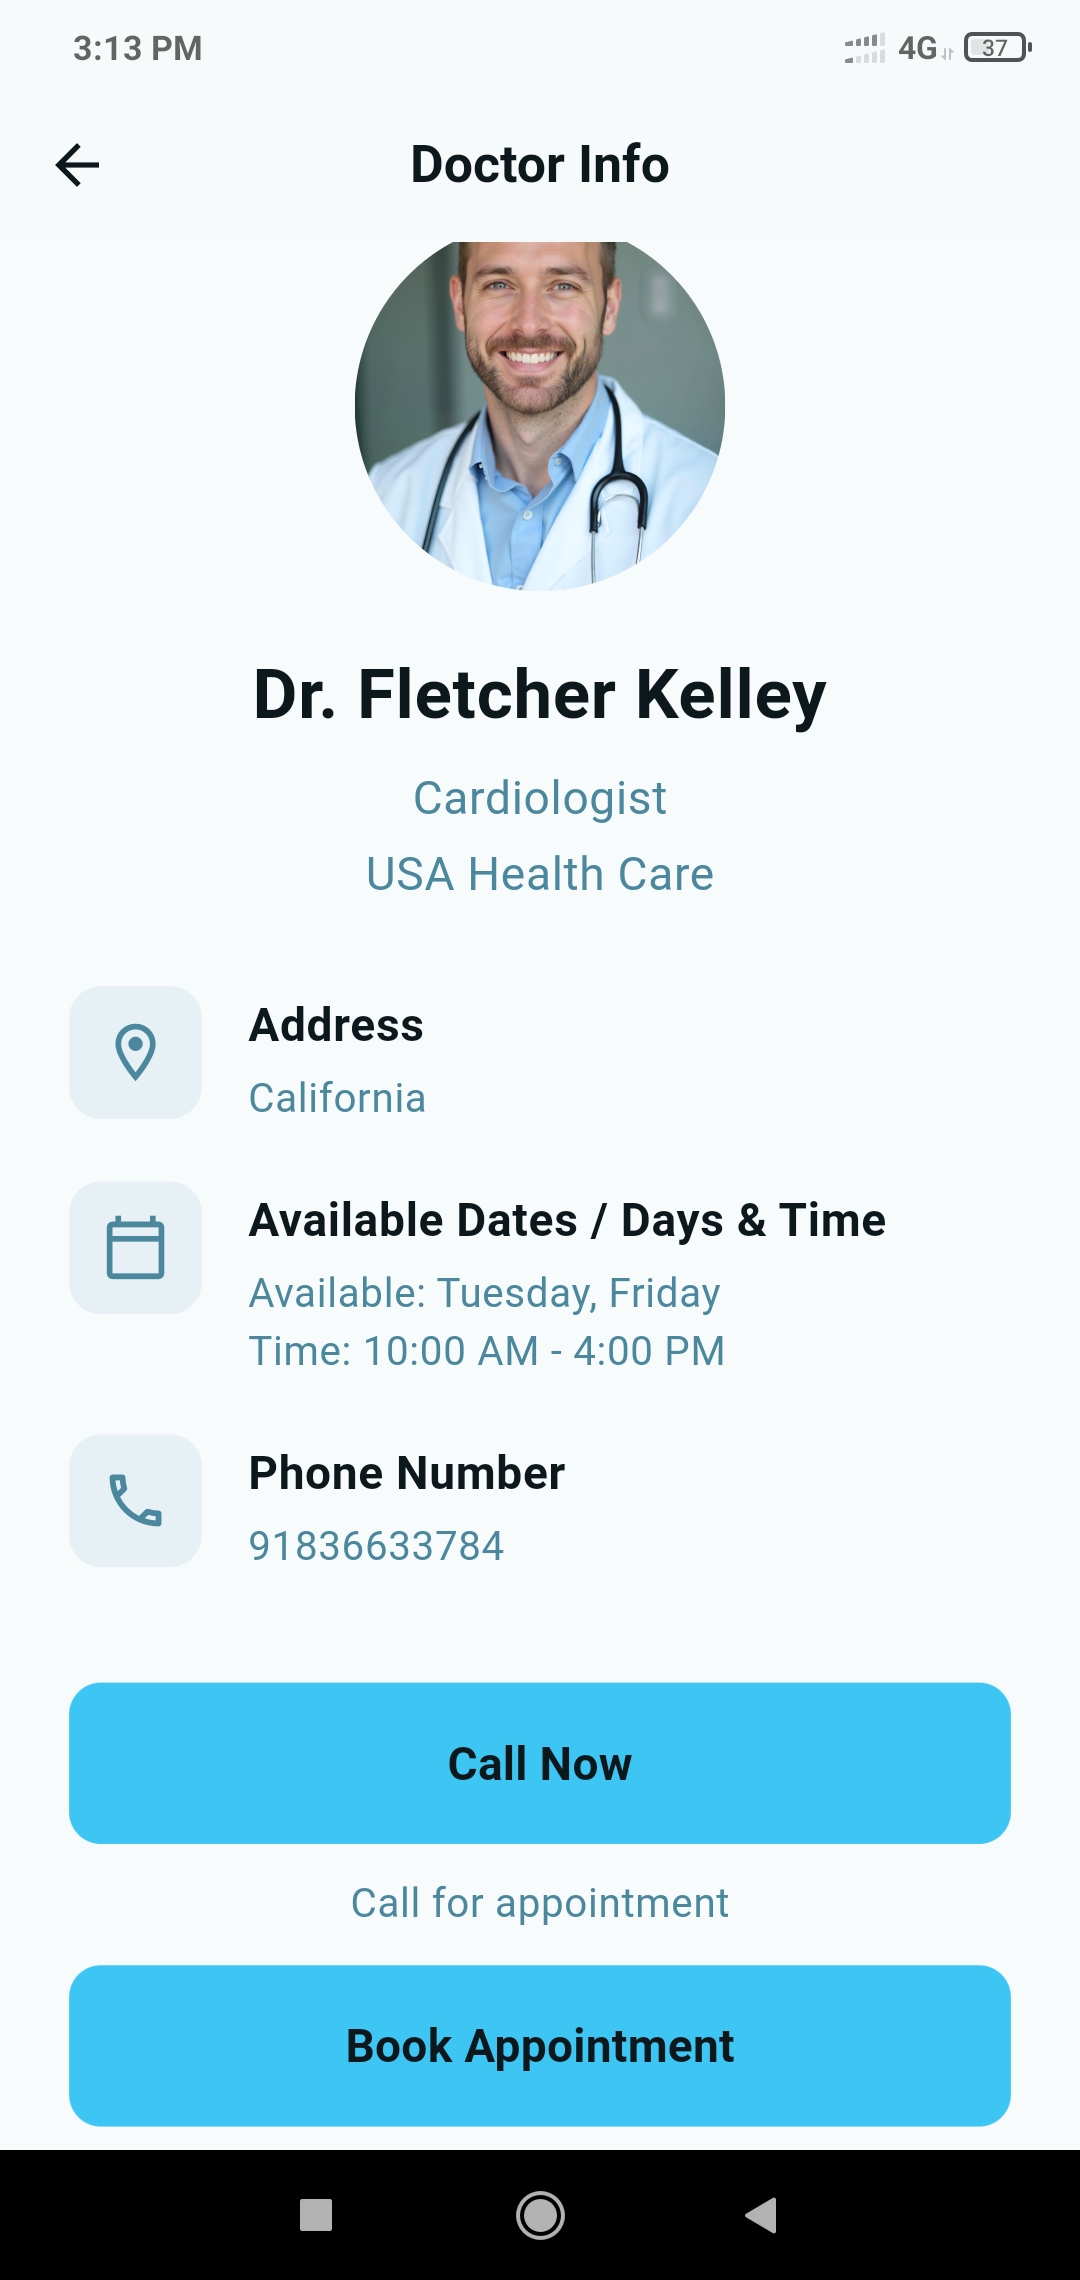 3:13 PM
4G
37
Doctor Info
Dr. Fletcher Kelley
Cardiologist
USA Health Care
Address
California
Available Dates / Days & Time
Available: Tuesday, Friday
Time: 10:00 AM - 4:00 PM
Phone Number
91836633784
Call Now
Call for appointment
Book Appointment